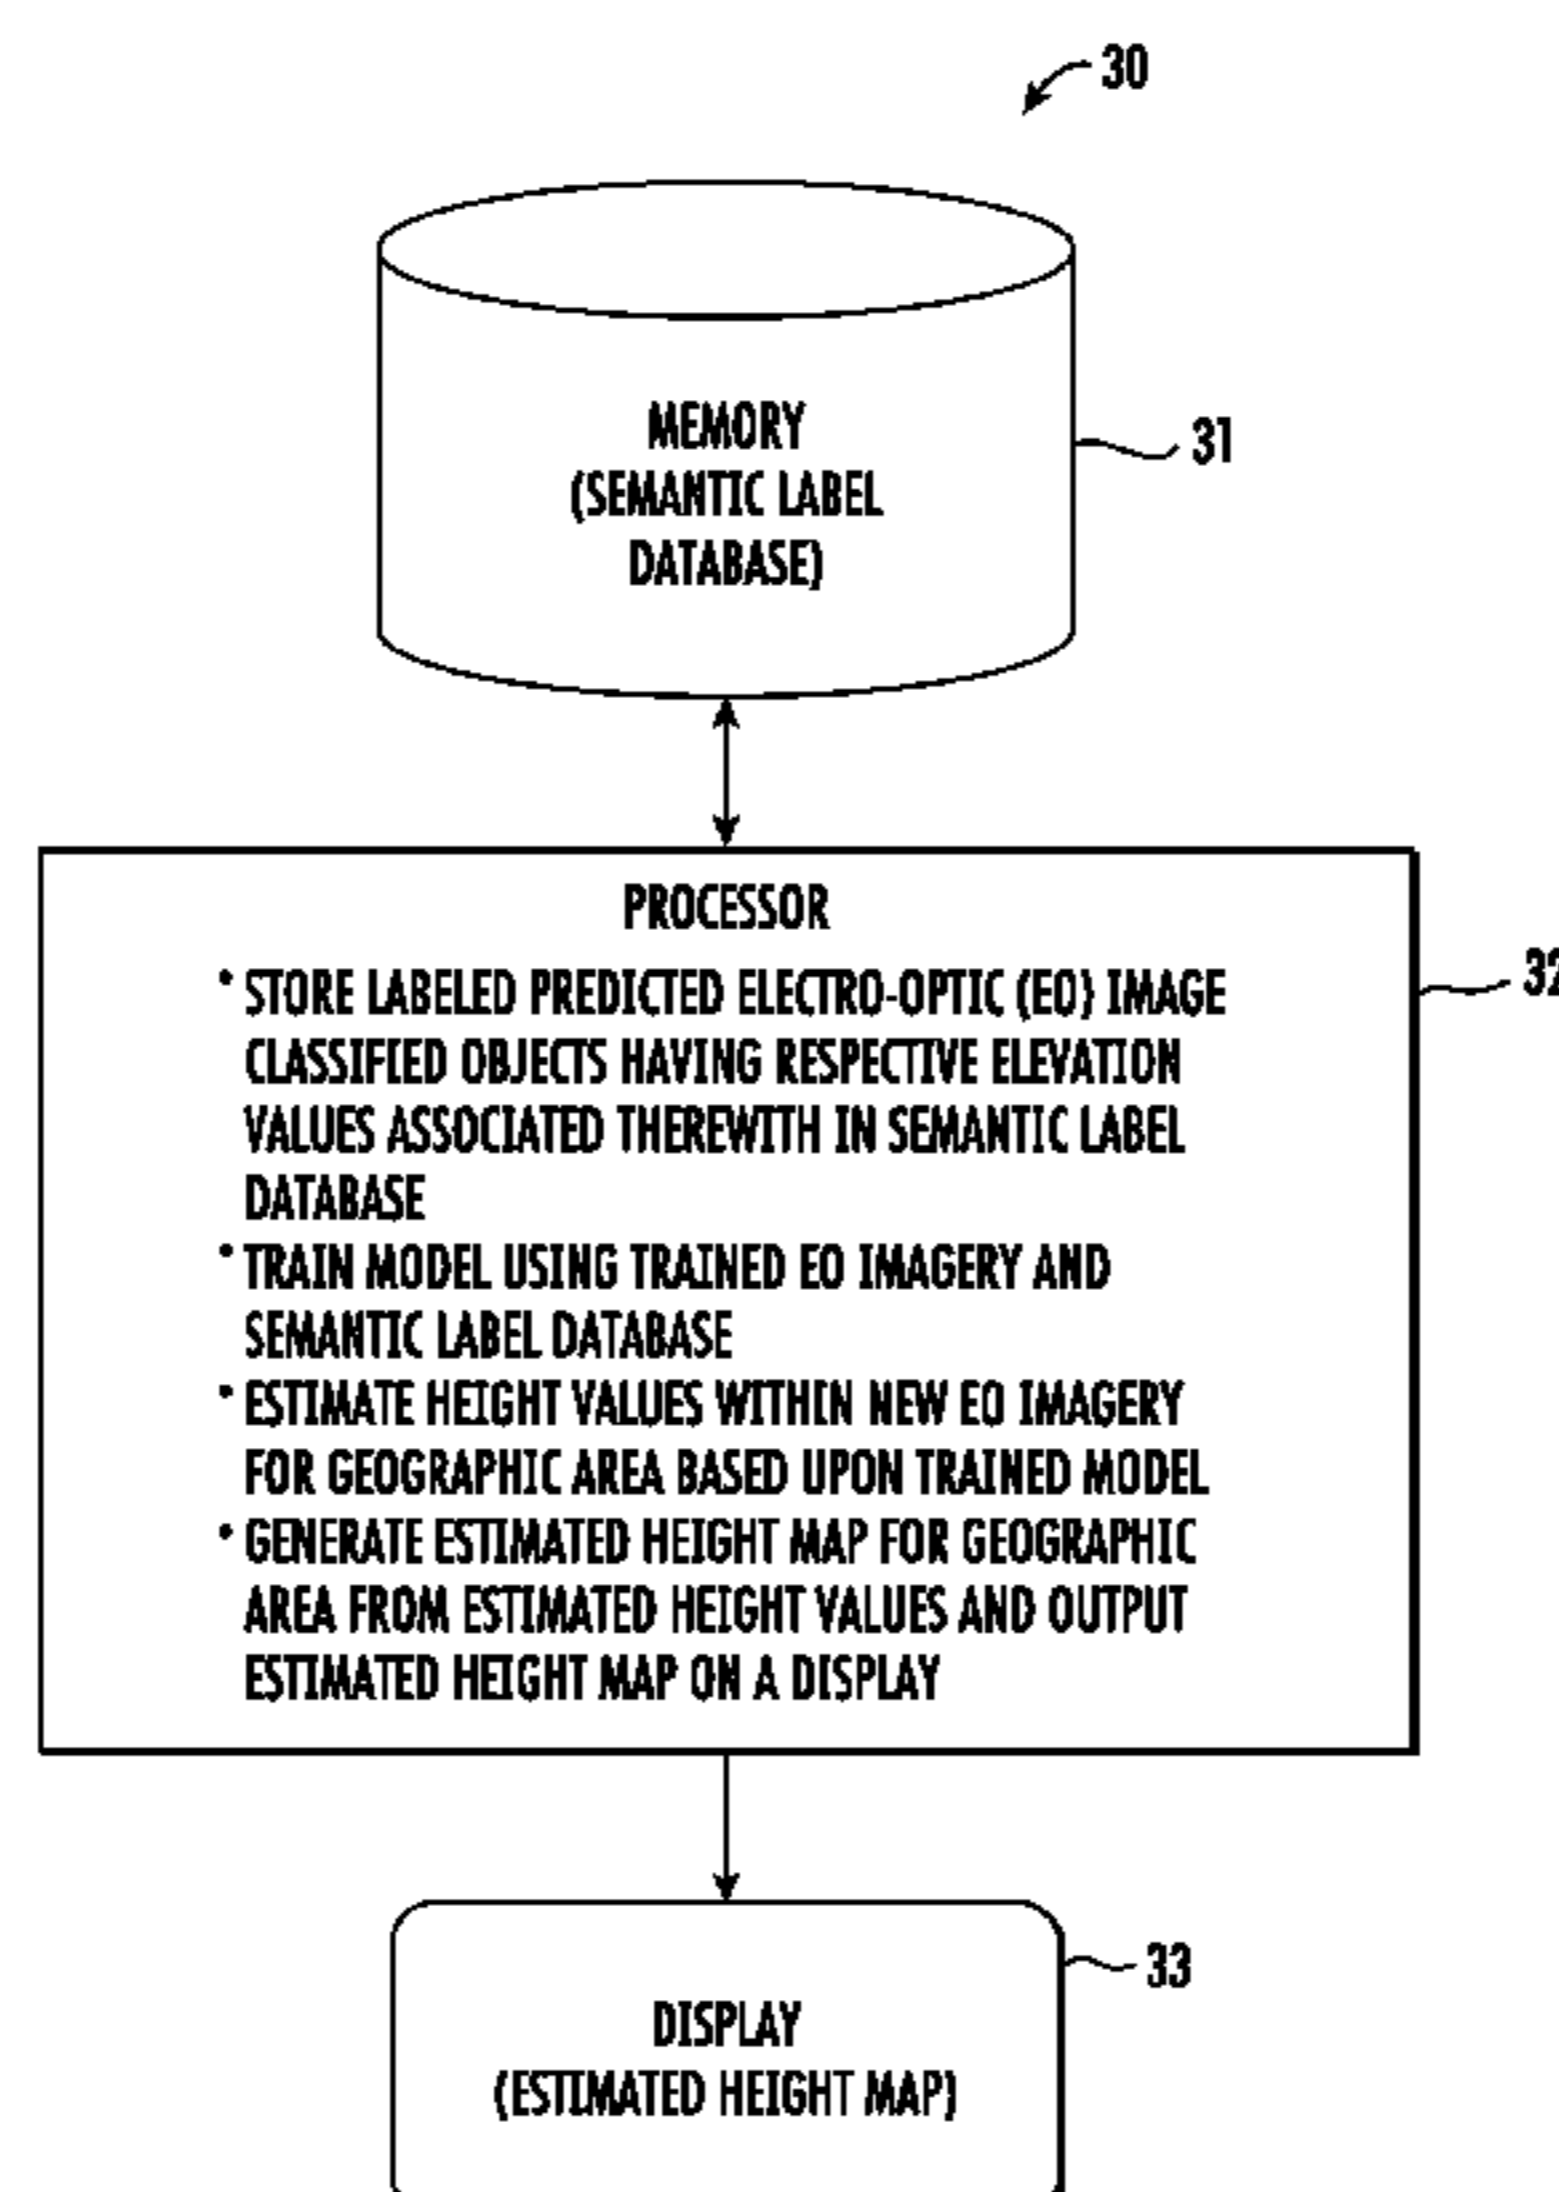 30
MEMORY
(SEMANTIC LABEL
DATABASE)
31
PROCESSOR
• STORE LABELED PREDICTED ELECTRO-OPTIC (EO) IMAGE
CLASSIFIED OBJECTS HAVING RESPECTIVE ELEVATION
VALUES ASSOCIATED THEREWITH IN SEMANTIC LABEL
DATABASE
• TRAIN MODEL USING TRAINED EO IMAGERY AND
SEMANTIC LABEL DATABASE
• ESTIMATE HEIGHT VALUES WITHIN NEW EO IMAGERY
FOR GEOGRAPHIC AREA BASED UPON TRAINED MODEL
• GENERATE ESTIMATED HEIGHT MAP FOR GEOGRAPHIC
AREA FROM ESTIMATED HEIGHT VALUES AND OUTPUT
ESTIMATED HEIGHT MAP ON A DISPLAY
32
33
DISPLAY
(ESTIMATED HEIGHT MAP)